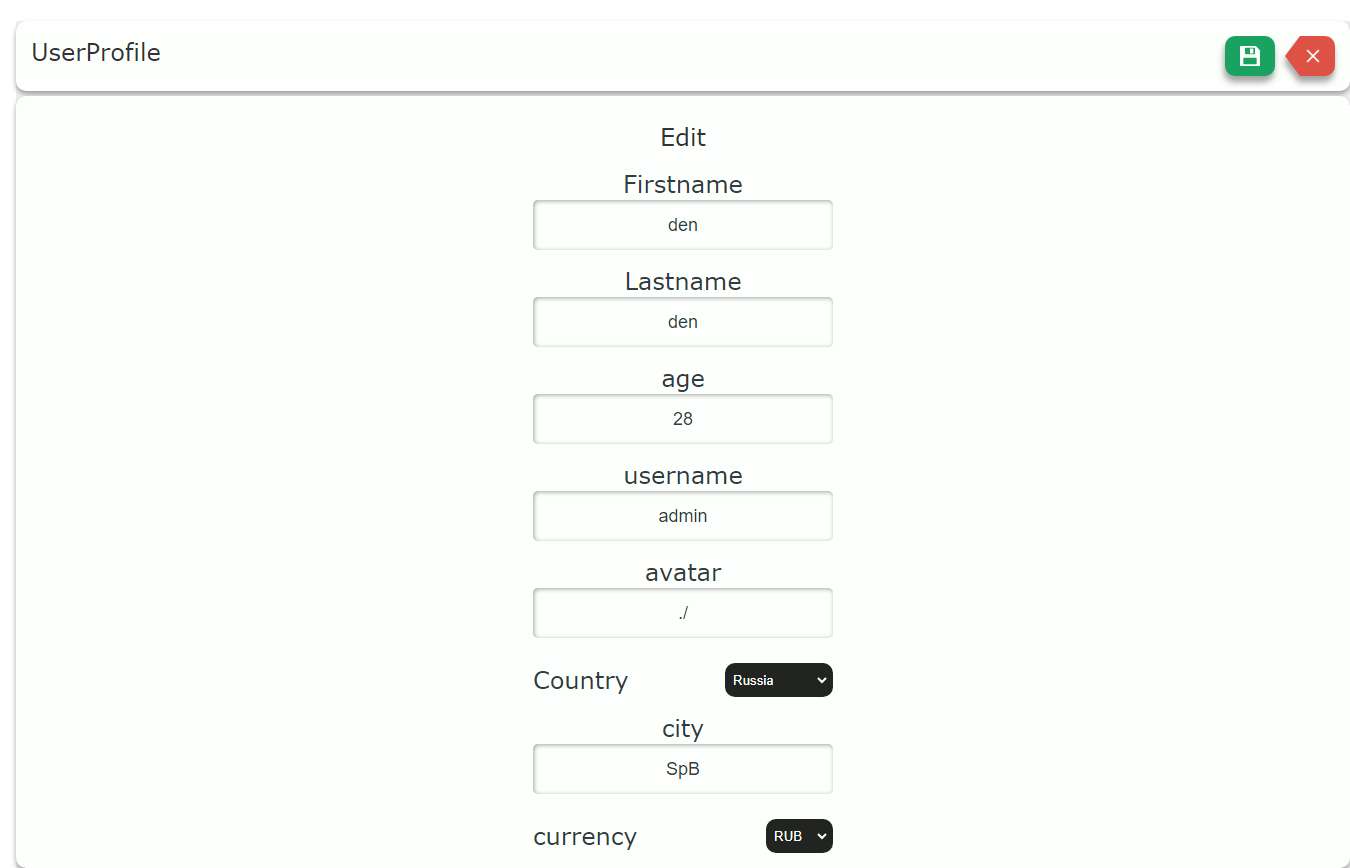 UserProfile
Edit
Firstname
den
Lastname
den
age
28
username
admin
avatar
./
Country Russia
city
SpB
currency RUB